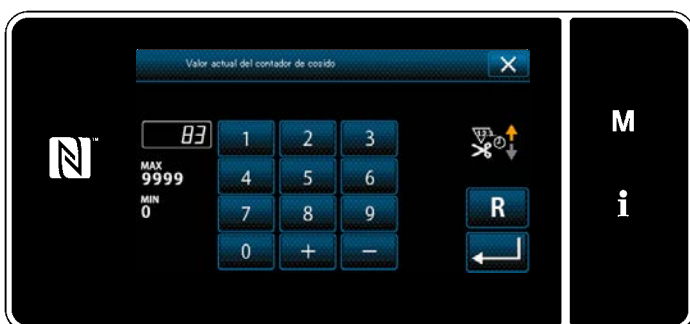 Valor actual del contador de cosido
83
MAX
9999
MIN
0
1 2 3
4 5 6
7 8 9
0 + −
R
M
i